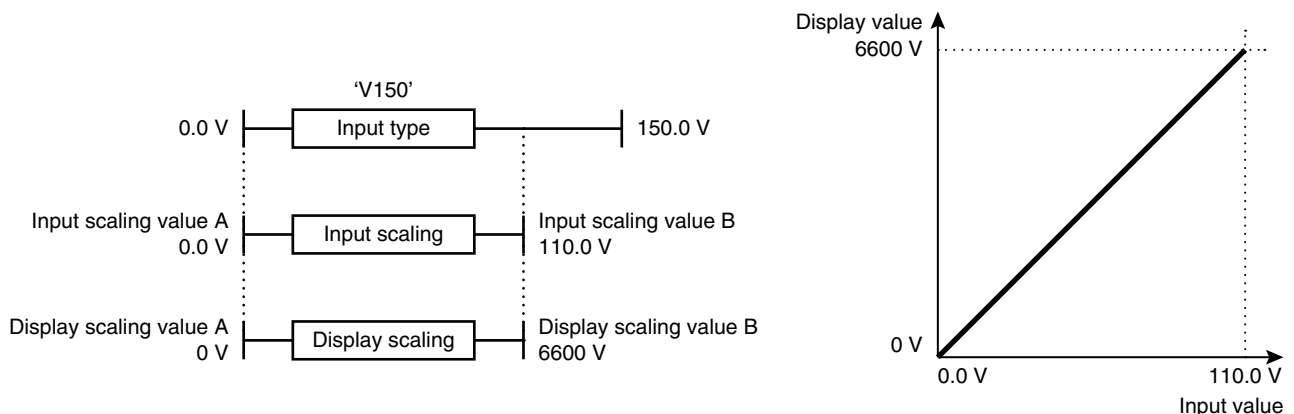 'V150'
0.0 V
Input type
150.0 V
Input scaling value A
0.0 V
Input scaling
Input scaling value B
110.0 V
Display scaling value A
0 V
Display scaling
Display scaling value B
6600 V
Display value
6600 V
0 V
0.0 V
110.0 V
Input value